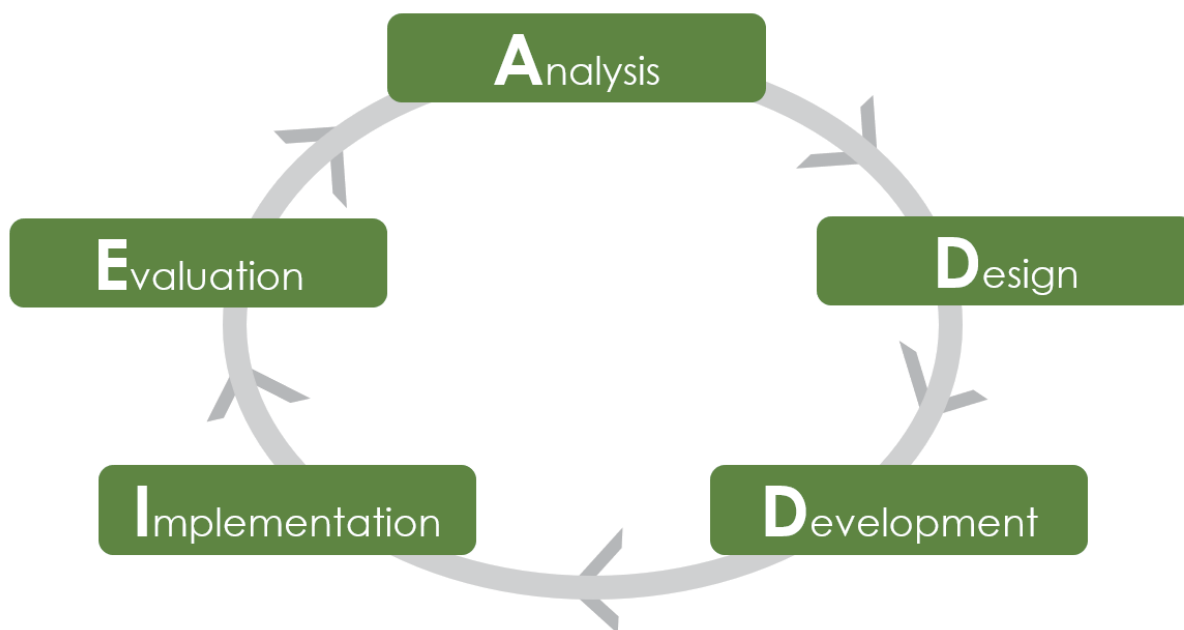 Analysis
Evaluation
Design
Implementation
Development